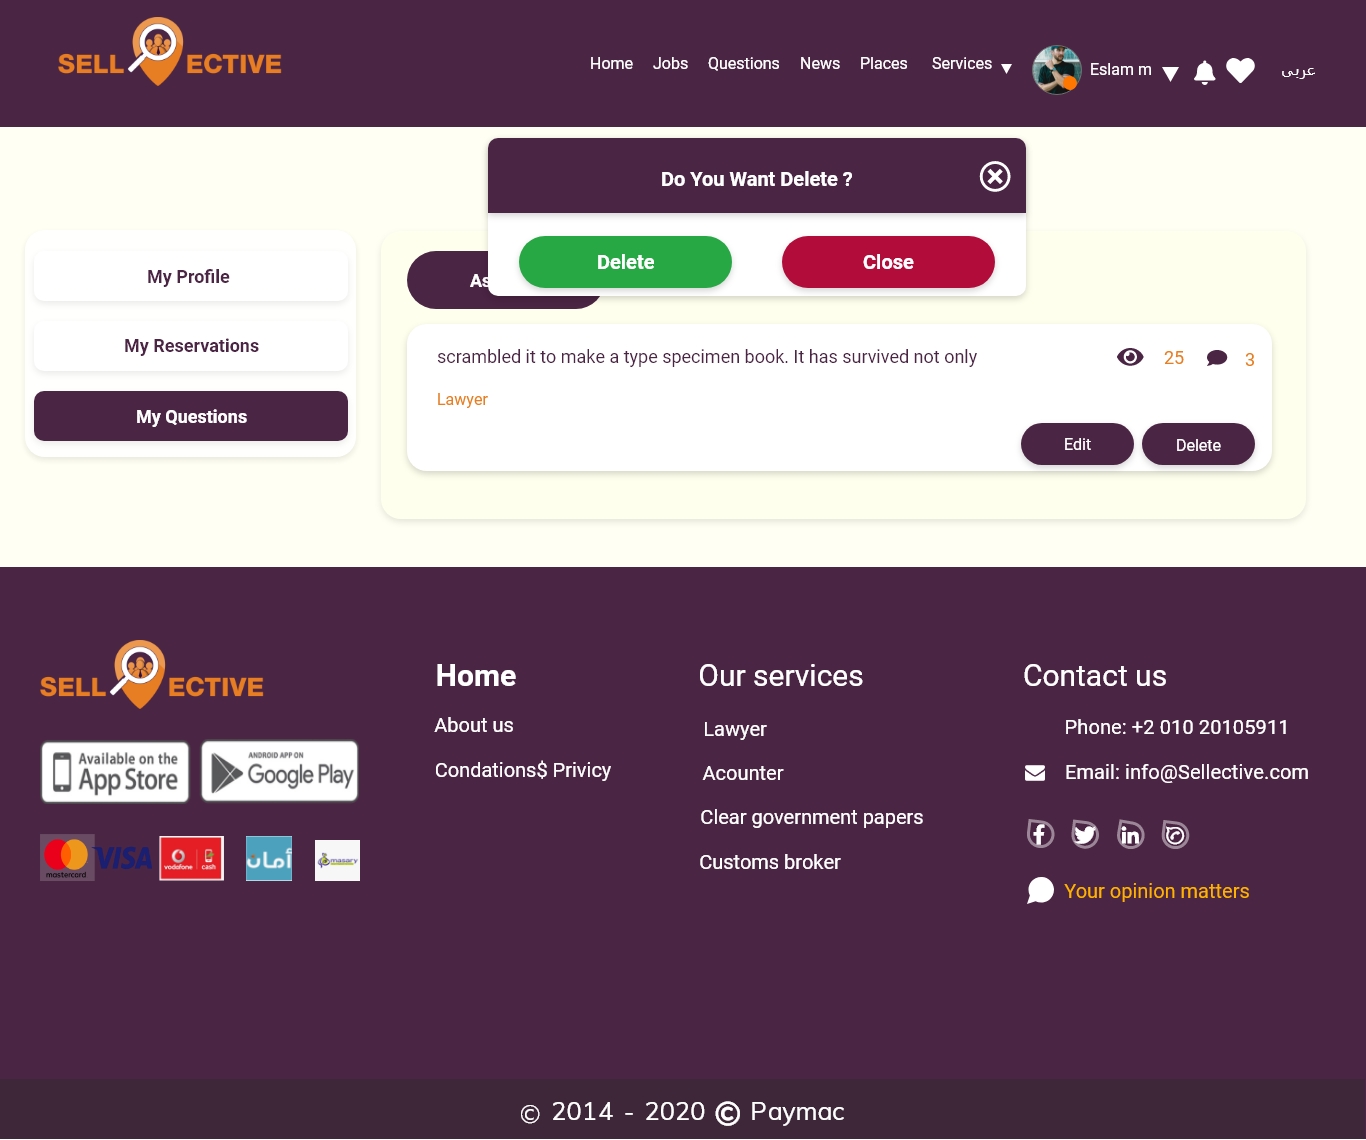 SELL ECTIVE
Home Jobs Questions News Places Services Eslam m عربى
Do You Want Delete ?
Delete Close
My Profile
My Reservations
My Questions
As
scrambled it to make a type specimen book. It has survived not only
25 3
Lawyer
Edit Delete
SELL ECTIVE
Available on the
App Store
ANDROID APP ON
Google Play
mastercard
VISA
vodafone cash
أمان
masary
Home
About us
Condations$ Privicy
Our services
Lawyer
Acounter
Clear government papers
Customs broker
Contact us
Phone: +2 010 20105911
Email: info@Sellective.com
Your opinion matters
© 2014 - 2020 © Paymac